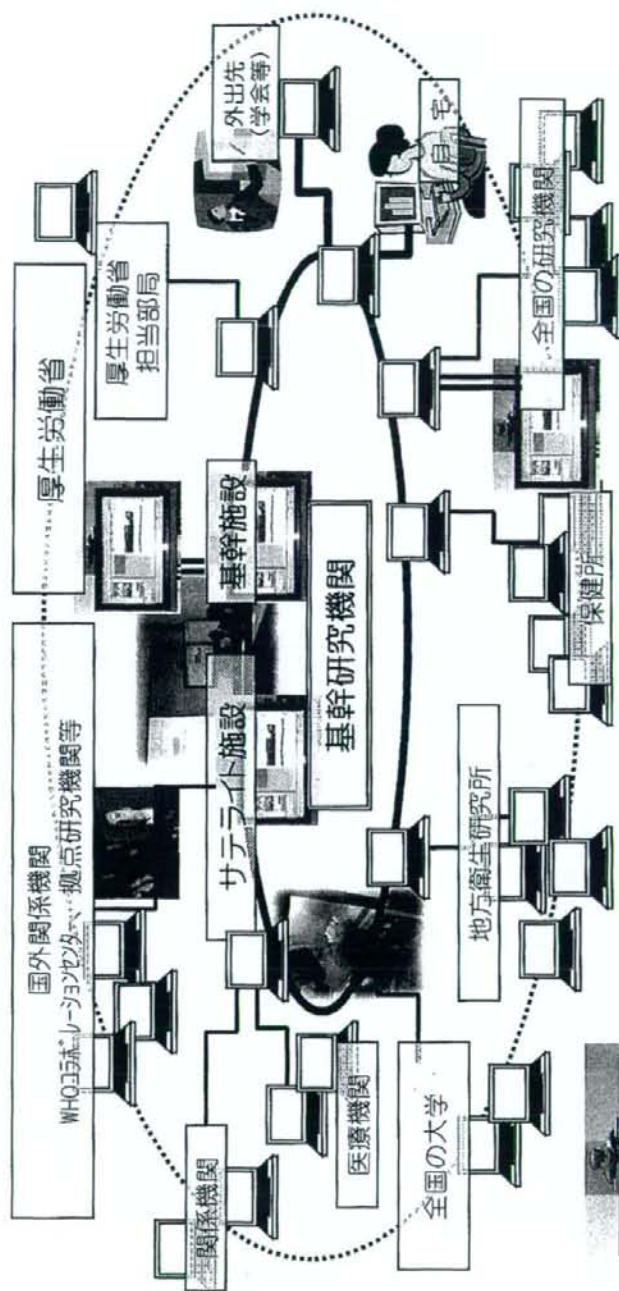 国外関係機関
WHOコラボレーションセンター、拠点研究機関等
厚生労働省
厚生労働省
担当部局
外出先
(学会等)
自宅
関係機関
サテライト施設
基幹施設
基幹研究機関
医療機関
全国の大学
地方衛生研究所
保健所
全国の研究機関